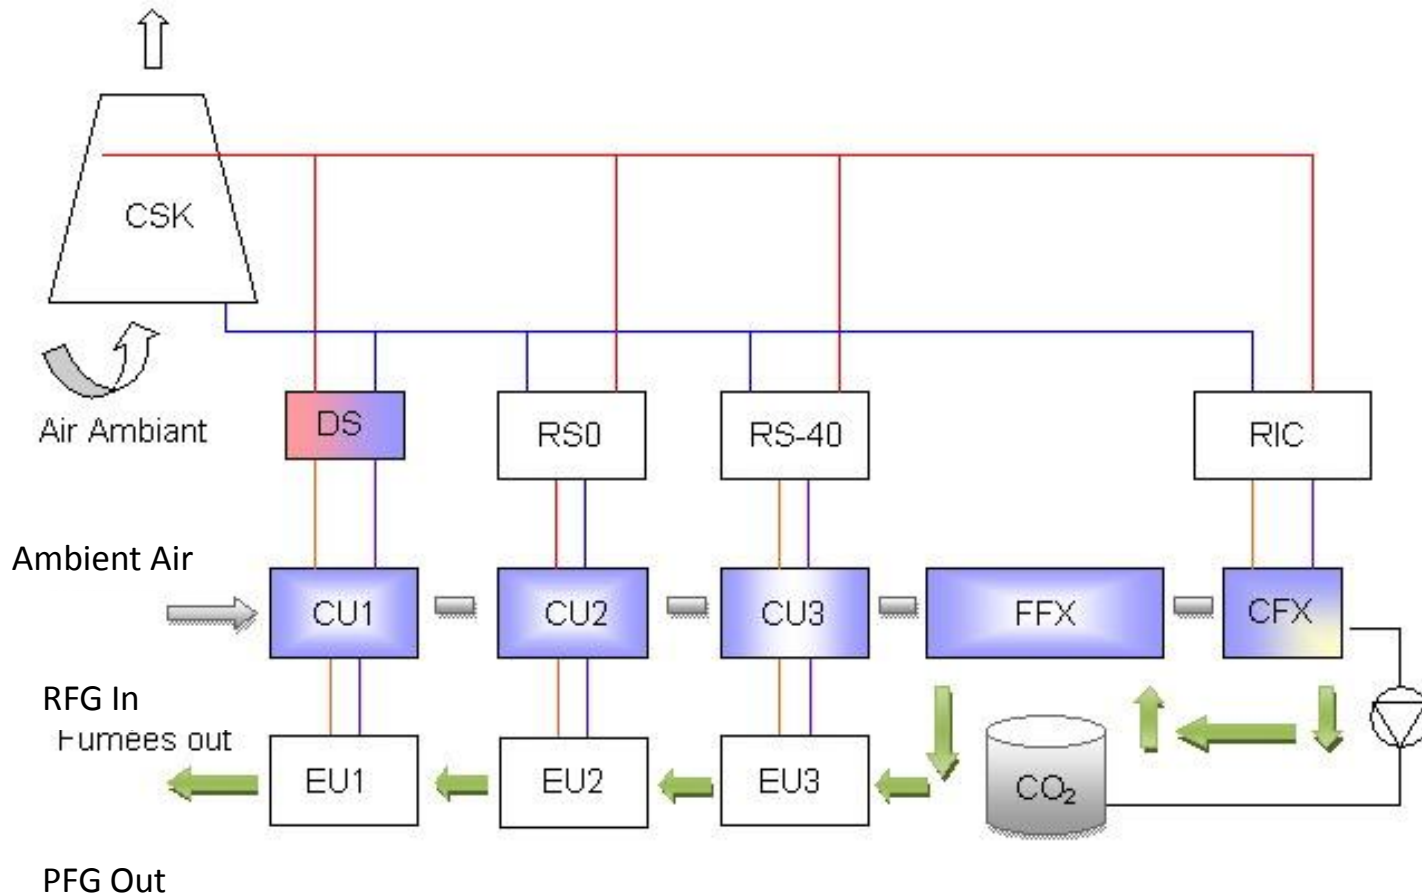 CSK
Air Ambiant
DS
RS0
RS-40
RIC
Ambient Air
CU1
CU2
CU3
FFX
CFX
RFG In
Fumées out
EU1
EU2
EU3
CO₂
PFG Out